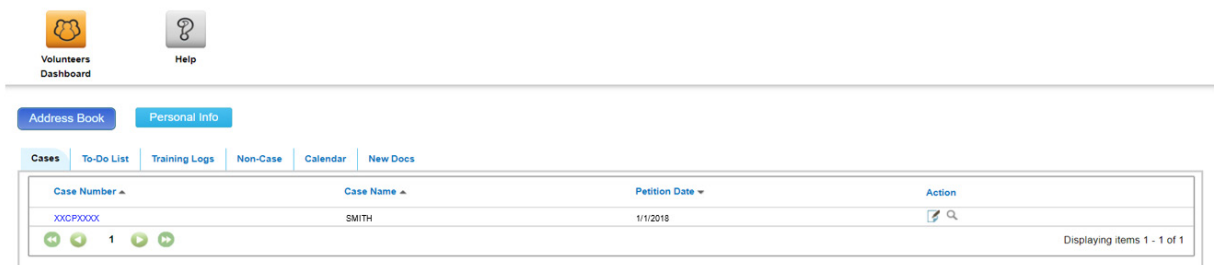 Volunteers
Dashboard
Help
Address Book
Personal Info
Cases To-Do List Training Logs Non-Case Calendar New Docs
Case Number Case Name Petition Date Action
XXCPXXXX SMITH 1/1/2018
1
Displaying items 1 - 1 of 1